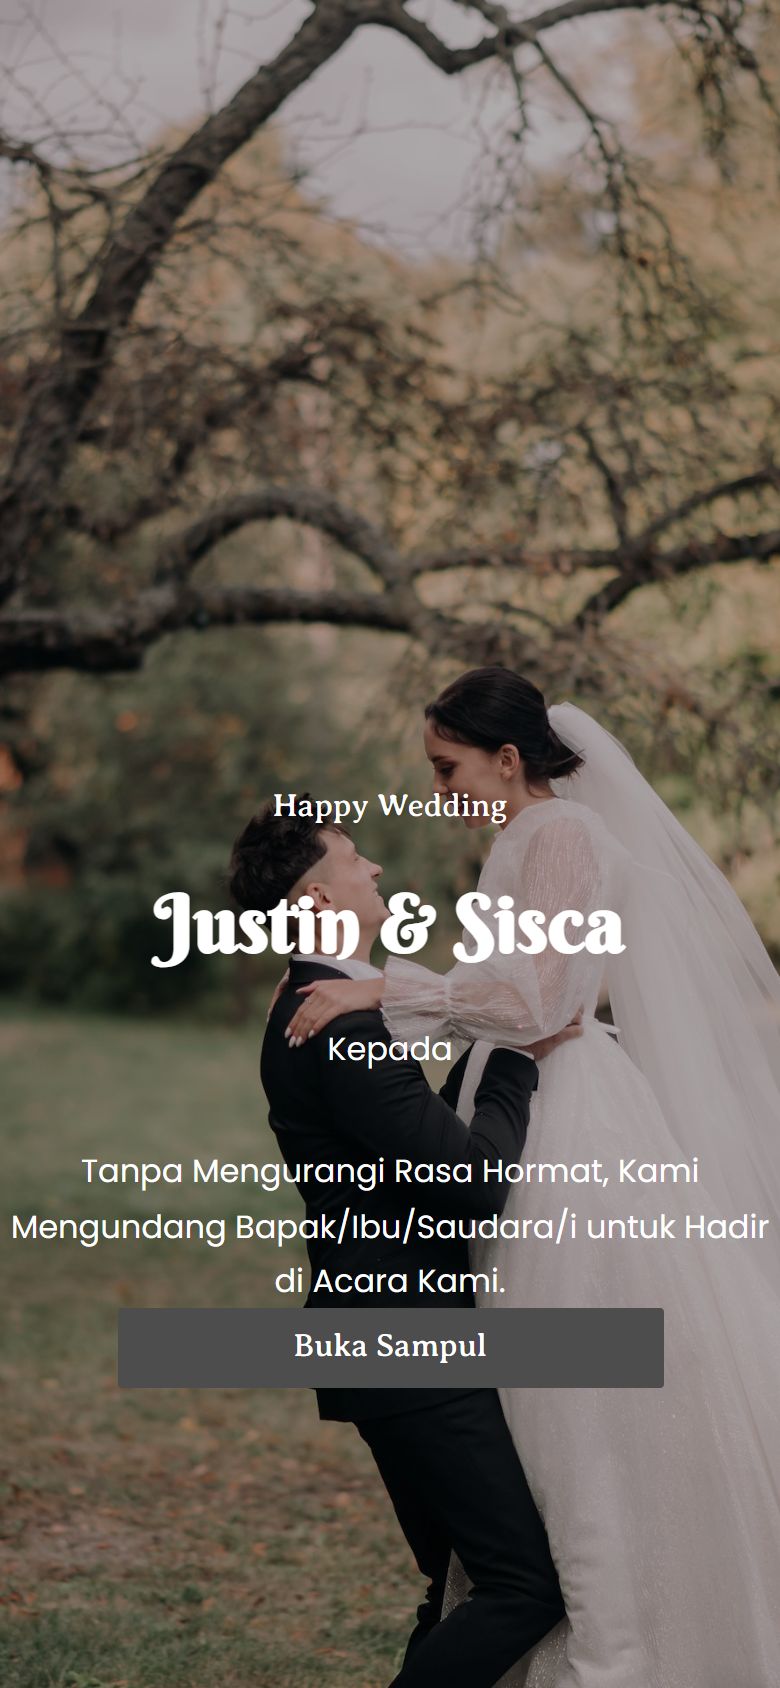 Happy Wedding
Justin & Sisca
Kepada
Tanpa Mengurangi Rasa Hormat, Kami
Mengundang Bapak/Ibu/Saudara/i untuk Hadir
di Acara Kami.
Buka Sampul